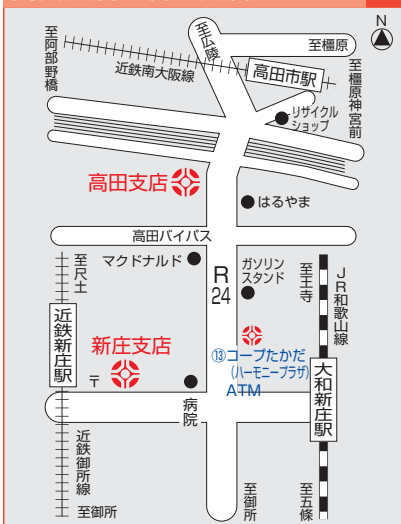 N
至阿部野橋
近鉄南大阪線
至広陵
至橿原
高田市駅
至橿原神宮前
リサイクル
ショップ
高田支店
はるやま
高田バイパス
至尺土
マクドナルド
R
24
ガソリン
スタンド
至王寺
JR和歌山線
近鉄新庄駅
新庄支店
〒
⑬コープたかだ
(ハーモニープラザ)
ATM
大和新庄駅
病院
近鉄御所線
至御所
至御所
至五條